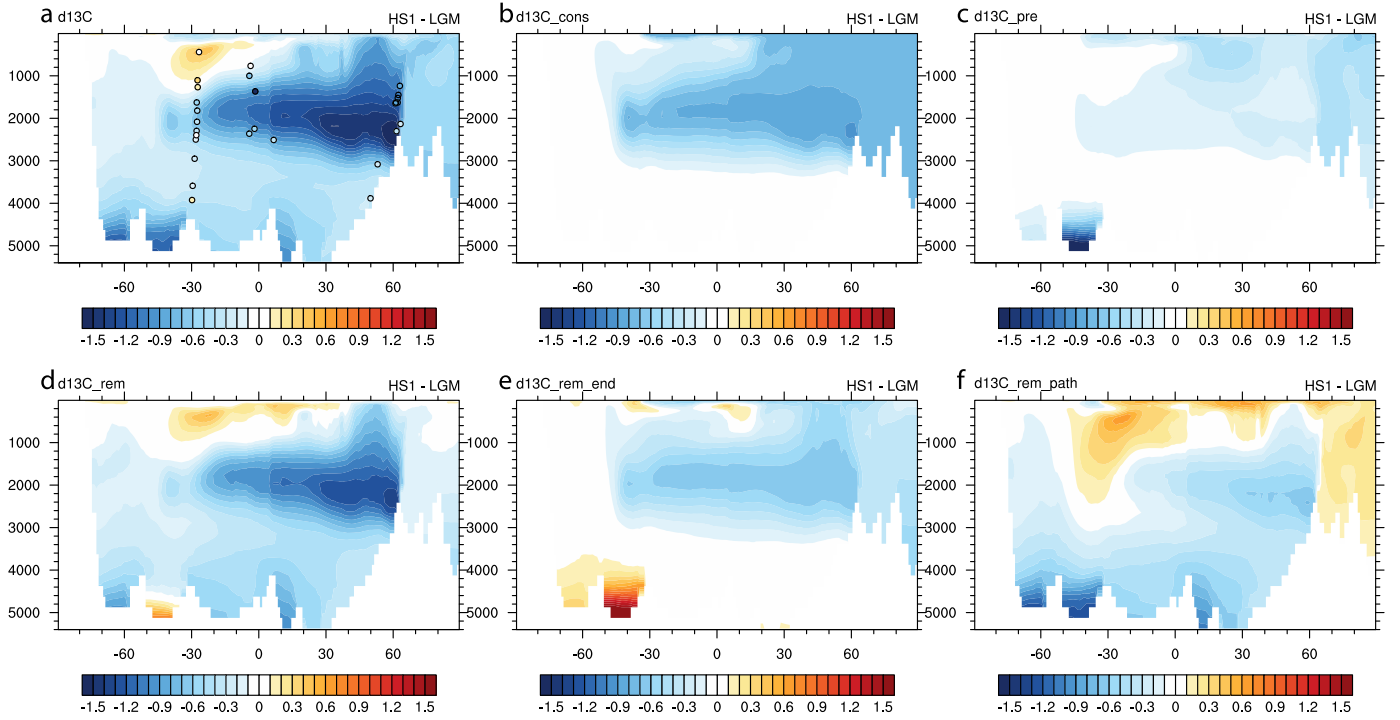 a d13C HS1 - LGM
b d13C_cons HS1 - LGM
c d13C_pre HS1 - LGM
1000 1000 1000
2000 2000 2000
3000 3000 3000
4000 4000 4000
5000 5000 5000
-60 -30 0 30 60 -60 -30 0 30 60 -60 -30 0 30 60
-1.5 -1.2 -0.9 -0.6 -0.3 0 0.3 0.6 0.9 1.2 1.5 -1.5 -1.2 -0.9 -0.6 -0.3 0 0.3 0.6 0.9 1.2 1.5 -1.5 -1.2 -0.9 -0.6 -0.3 0 0.3 0.6 0.9 1.2 1.5
d d13C_rem HS1 - LGM
e d13C_rem_end HS1 - LGM
f d13C_rem_path HS1 - LGM
1000 1000 1000
2000 2000 2000
3000 3000 3000
4000 4000 4000
5000 5000 5000
-60 -30 0 30 60 -60 -30 0 30 60 -60 -30 0 30 60
-1.5 -1.2 -0.9 -0.6 -0.3 0 0.3 0.6 0.9 1.2 1.5 -1.5 -1.2 -0.9 -0.6 -0.3 0 0.3 0.6 0.9 1.2 1.5 -1.5 -1.2 -0.9 -0.6 -0.3 0 0.3 0.6 0.9 1.2 1.5